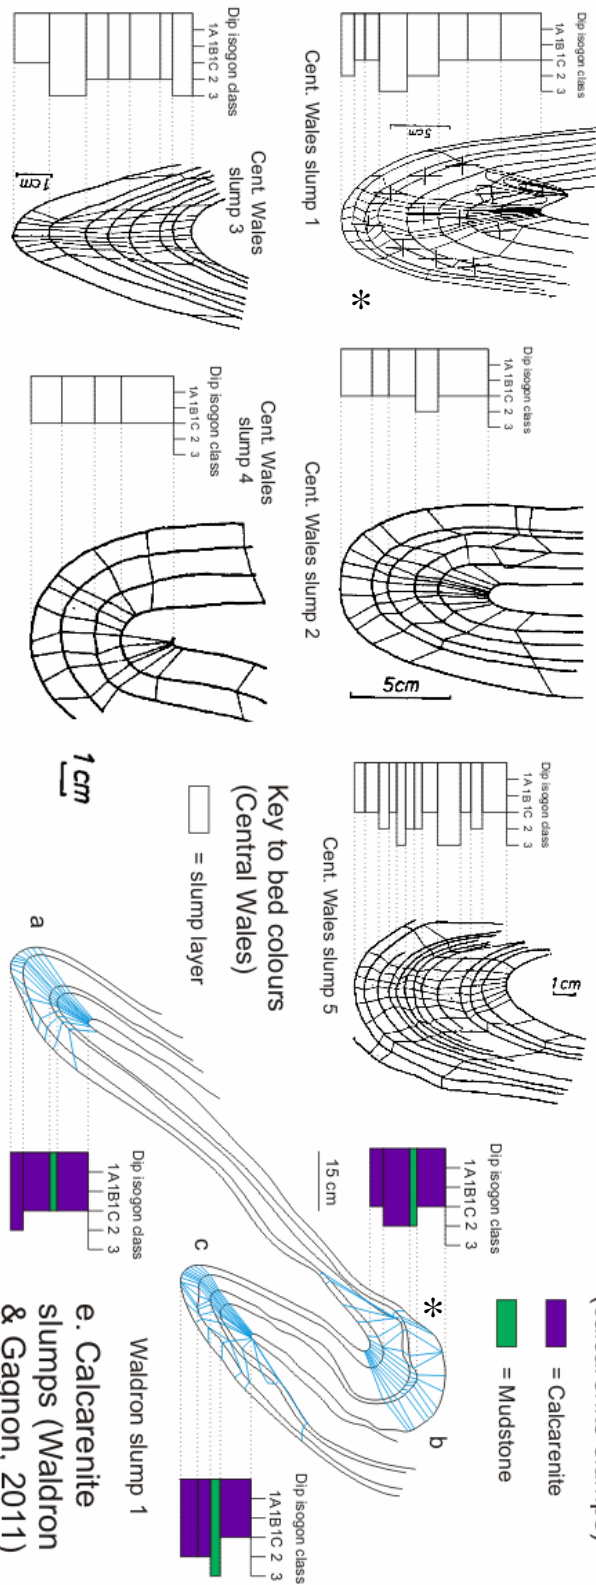 Dip isogon class
1A 1B 1C 2 3
5cm
Cent. Wales slump 1
*
Dip isogon class
1A 1B 1C 2 3
5cm
Cent. Wales slump 2
Dip isogon class
1A 1B 1C 2 3
1cm
Cent. Wales slump 5
= Calcarenite
= Mudstone
Dip isogon class
1A 1B 1C 2 3
15 cm
*
b
Dip isogon class
1A 1B 1C 2 3
1cm
Cent. Wales
slump 3
Dip isogon class
1A 1B 1C 2 3
Cent. Wales
slump 4
1 cm
Key to bed colours
(Central Wales)
= slump layer
a
Dip isogon class
1A 1B 1C 2 3
c
Dip isogon class
1A 1B 1C 2 3
Waldron slump 1
e. Calcarenite
slumps (Waldron
& Gagnon, 2011)